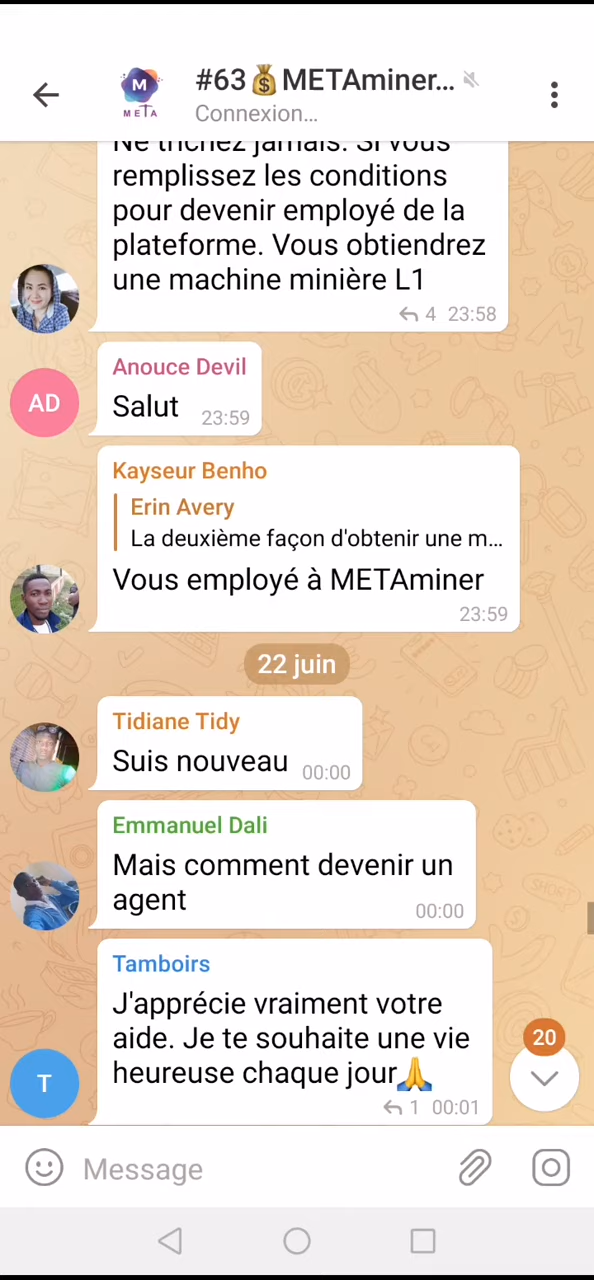 #63💰METAminer...
Connexion...
M
META
Ne trichez jamais. Si vous
remplissez les conditions
pour devenir employé de la
plateforme. Vous obtiendrez
une machine minière L1
4 23:58
Anouce Devil
AD
Salut 23:59
Kayseur Benho
Erin Avery
La deuxième façon d'obtenir une m...
Vous employé à METAminer
23:59
22 juin
Tidiane Tidy
Suis nouveau 00:00
Emmanuel Dali
Mais comment devenir un
agent 00:00
Tamboirs
J'apprécie vraiment votre
aide. Je te souhaite une vie
heureuse chaque jour🙏
T
1 00:01
20
Message